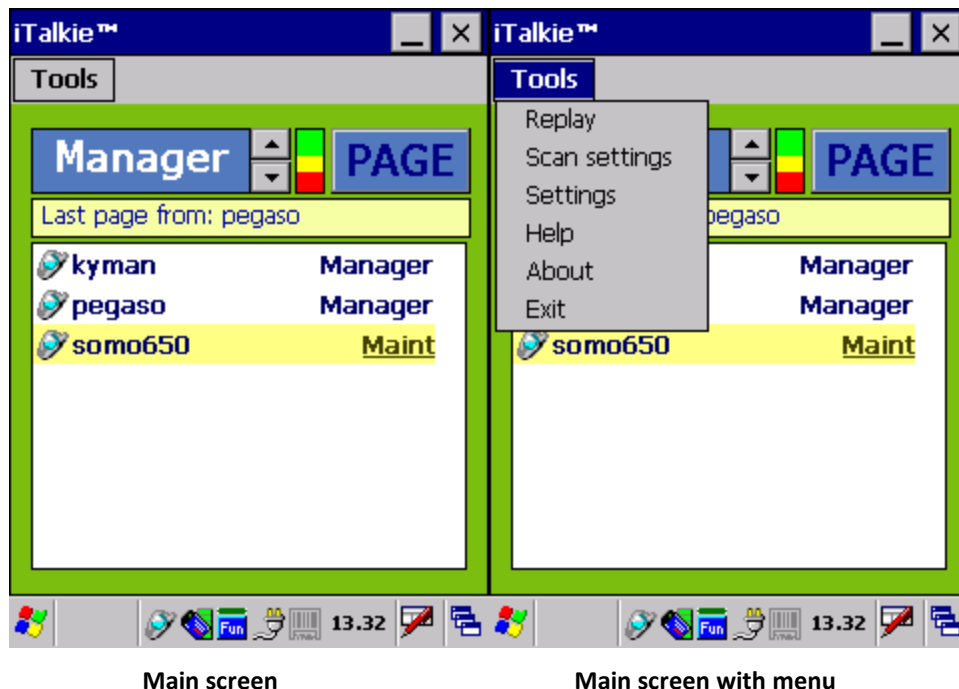 iTalkie™
Tools
Manager PAGE
Last page from: pegaso
kyman Manager
pegaso Manager
somo650 Maint
Fun 13.32
Main screen
iTalkie™
Tools
Replay
Scan settings
Settings
Help
About
Exit
PAGE
pegaso
Manager
Manager
somo650 Maint
Fun 13.32
Main screen with menu